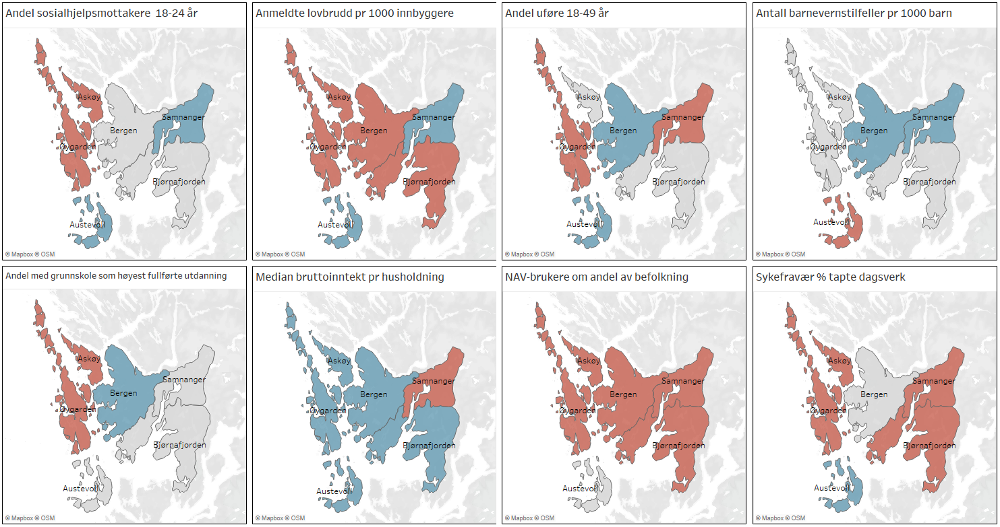 Andel sosialhjelpsmottakere 18-24 år
Askøy
Samnanger
Bergen
Øygarden
Bjørnafjorden
Austevoll
© Mapbox © OSM
Anmeldte lovbrudd pr 1000 innbyggere
Askøy
Samnanger
Bergen
Øygarden
Bjørnafjorden
Austevoll
© Mapbox © OSM
Andel uføre 18-49 år
Askøy
Samnanger
Bergen
Øygarden
Bjørnafjorden
Austevoll
© Mapbox © OSM
Antall barnevernstilfeller pr 1000 barn
Askøy
Samnanger
Bergen
Øygarden
Bjørnafjorden
Austevoll
© Mapbox © OSM
Andel med grunnskole som høyest fullførte utdanning
Askøy
Samnanger
Bergen
Øygarden
Bjørnafjorden
Austevoll
© Mapbox © OSM
Median bruttoinntekt pr husholdning
Askøy
Samnanger
Bergen
Øygarden
Bjørnafjorden
Austevoll
© Mapbox © OSM
NAV-brukere om andel av befolkning
Askøy
Samnanger
Bergen
Øygarden
Bjørnafjorden
Austevoll
© Mapbox © OSM
Sykefravær % tapte dagsverk
Askøy
Samnanger
Bergen
Øygarden
Bjørnafjorden
Austevoll
© Mapbox © OSM